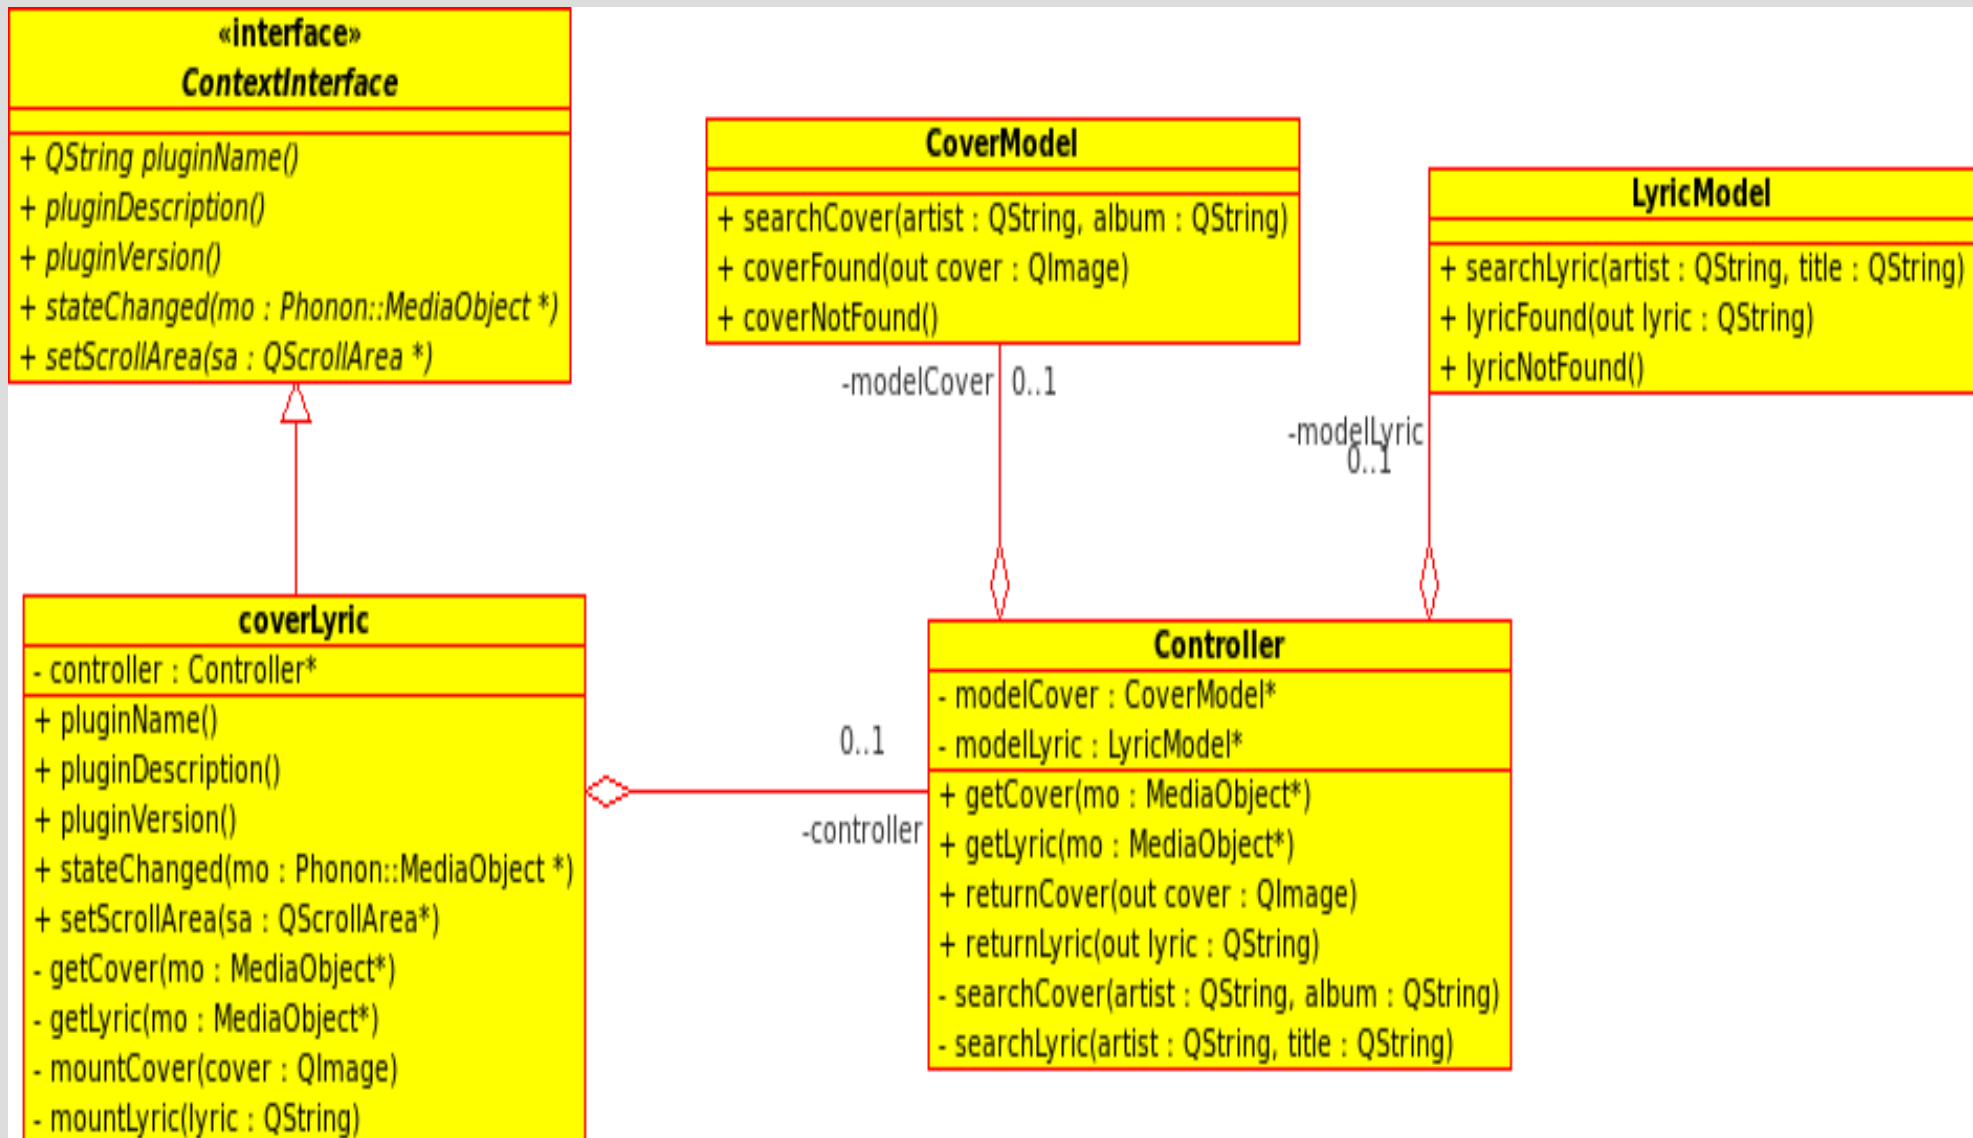 «interface»
ContextInterface
+ QString pluginName()
+ pluginDescription()
+ pluginVersion()
+ stateChanged(mo : Phonon::MediaObject *)
+ setScrollArea(sa : QScrollArea *)
CoverModel
+ searchCover(artist : QString, album : QString)
+ coverFound(out cover : QImage)
+ coverNotFound()
LyricModel
+ searchLyric(artist : QString, title : QString)
+ lyricFound(out lyric : QString)
+ lyricNotFound()
-modelCover 0..1
-modelLyric
0..1
coverLyric
- controller : Controller*
+ pluginName()
+ pluginDescription()
+ pluginVersion()
+ stateChanged(mo : Phonon::MediaObject *)
+ setScrollArea(sa : QScrollArea*)
- getCover(mo : MediaObject*)
- getLyric(mo : MediaObject*)
- mountCover(cover : QImage)
- mountLyric(lyric : QString)
0..1
-controller
Controller
- modelCover : CoverModel*
- modelLyric : LyricModel*
+ getCover(mo : MediaObject*)
+ getLyric(mo : MediaObject*)
+ returnCover(out cover : QImage)
+ returnLyric(out lyric : QString)
- searchCover(artist : QString, album : QString)
- searchLyric(artist : QString, title : QString)